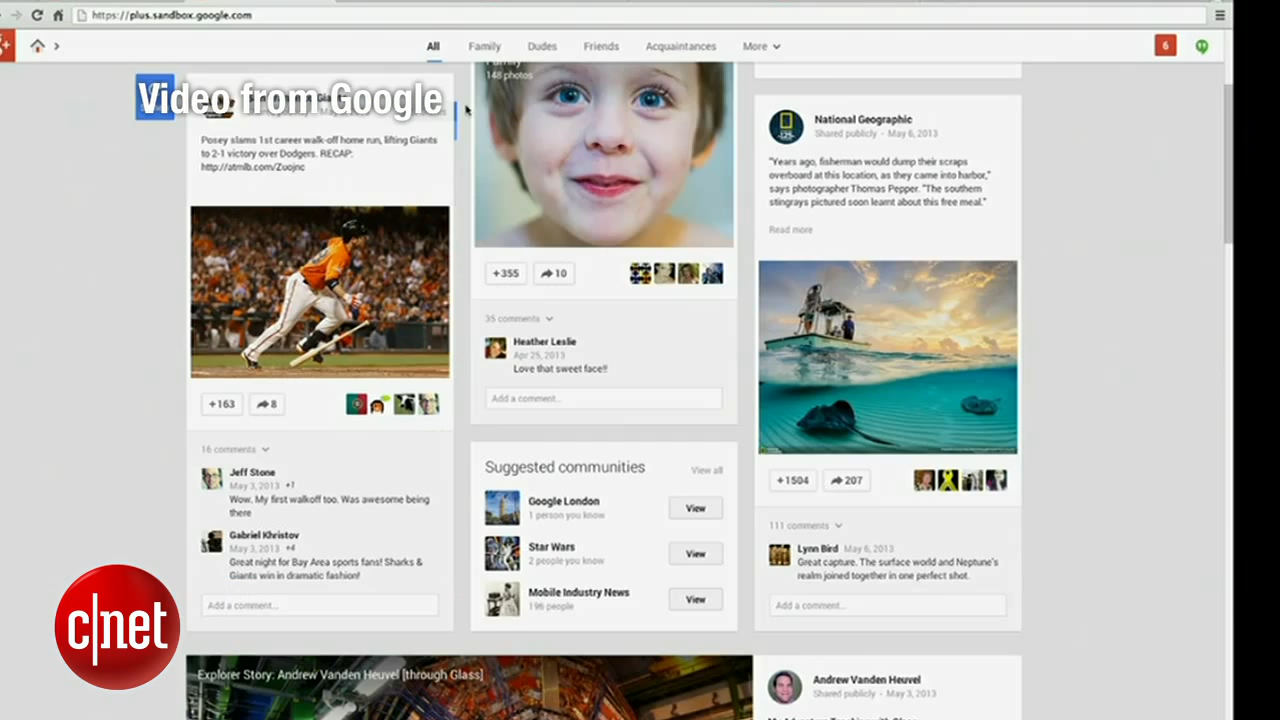 https://plus.sandbox.google.com
All Family Dudes Friends Acquaintances More
6
Video from Google
Posey slams 1st career walk-off home run, lifting Giants
to 2-1 victory over Dodgers. RECAP:
http://atmlb.com/Zuojnc
+163 8
16 comments
Jeff Stone
May 3, 2013 +1
Wow. My first walkoff too. Was awesome being
there
Gabriel Khristov
May 3, 2013 +4
Great night for Bay Area sports fans! Sharks &
Giants win in dramatic fashion!
Add a comment...
Family
148 photos
+355 10
35 comments
Heather Leslie
Apr 25, 2013
Love that sweet face!!
Add a comment...
Suggested communities View all
Google London
1 person you know
View
Star Wars
2 people you know
View
Mobile Industry News
196 people
View
National Geographic
Shared publicly - May 6, 2013
"Years ago, fisherman would dump their scraps
overboard at this location, as they came into harbor,"
says photographer Thomas Pepper. "The southern
stingrays pictured soon learnt about this free meal."
Read more
+1504 207
111 comments
Lynn Bird May 6, 2013
Great capture. The surface world and Neptune's
realm joined together in one perfect shot.
Add a comment...
Explorer Story: Andrew Vanden Heuvel [through Glass]
Andrew Vanden Heuvel
Shared publicly - May 3, 2013
c|net